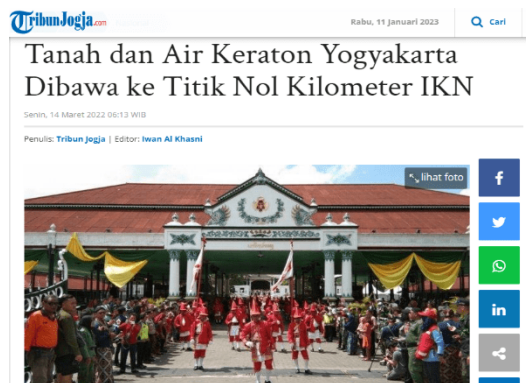 TribunJogja.com
Rabu, 11 Januari 2023
Cari
Tanah dan Air Keraton Yogyakarta
Dibawa ke Titik Nol Kilometer IKN
Senin, 14 Maret 2022 06:13 WIB
Penulis: Tribun Jogja | Editor: Iwan Al Khasni
lihat foto